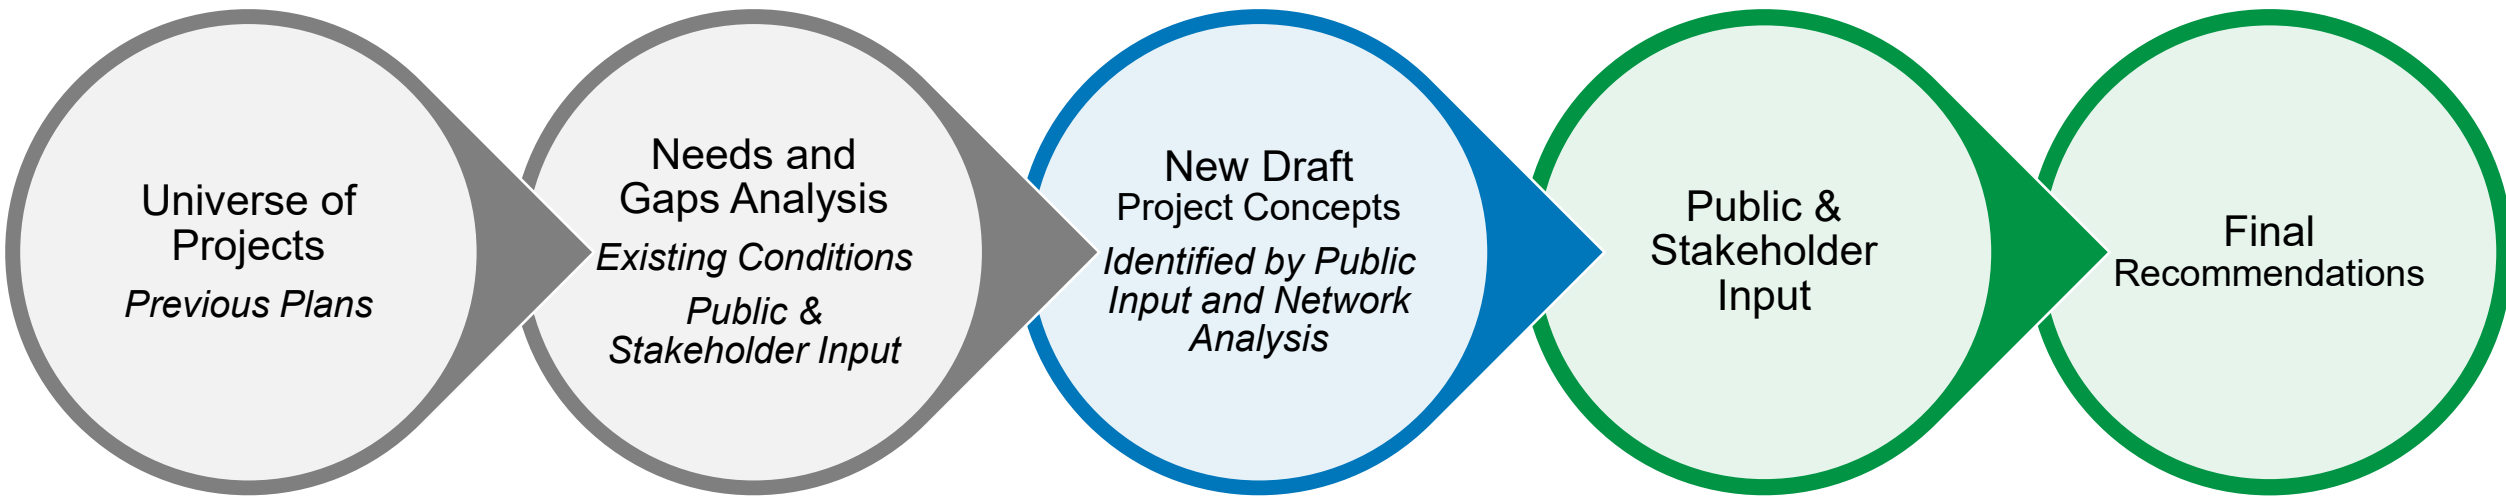 Universe of
Projects
Previous Plans
Needs and
Gaps Analysis
Existing Conditions
Public &
Stakeholder Input
New Draft
Project Concepts
Identified by Public
Input and Network
Analysis
Public &
Stakeholder
Input
Final
Recommendations